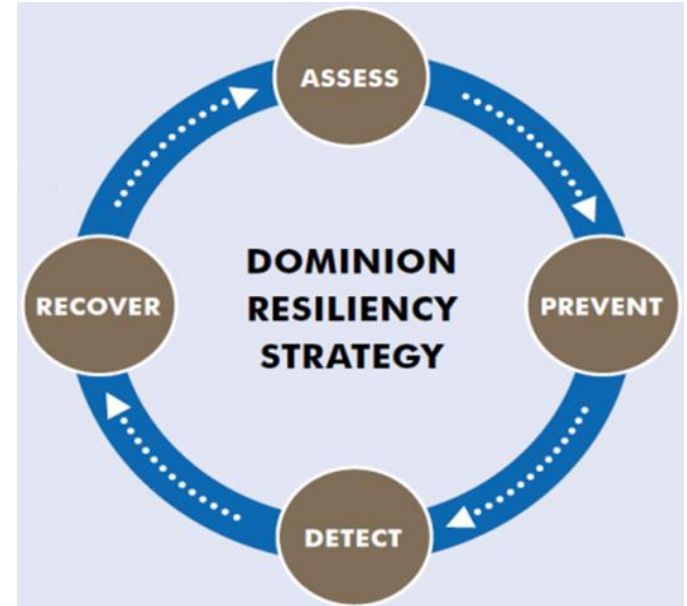 ASSESS
DOMINION
RESILIENCY
STRATEGY
RECOVER
PREVENT
DETECT